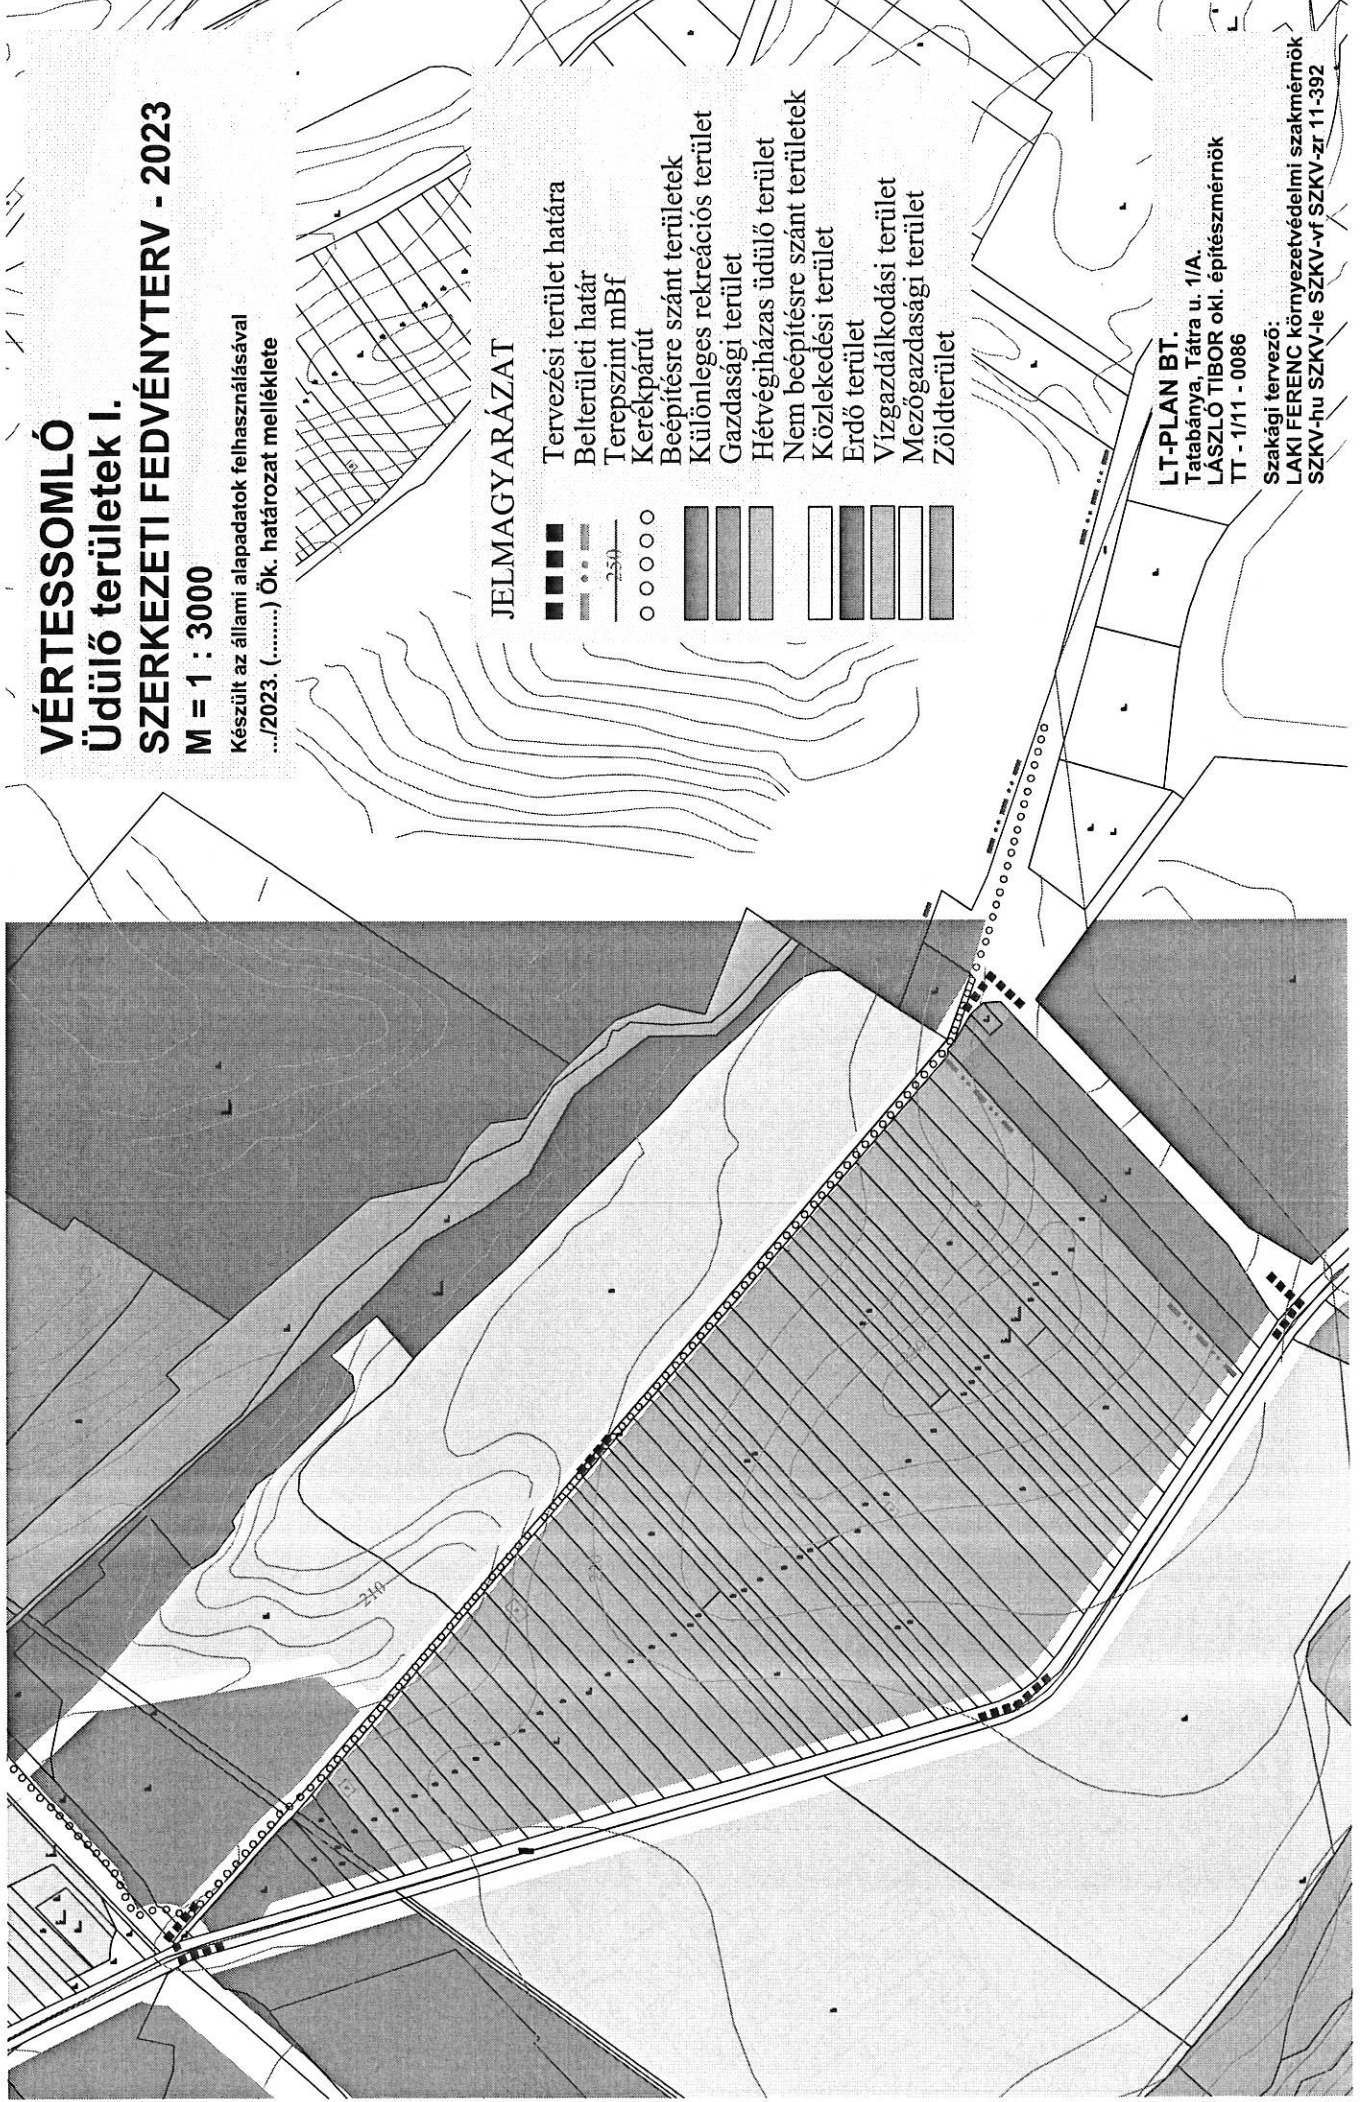 VÉRTESSOMLÓ
Üdülő területek I.
SZERKEZETI FEDVÉNYTERV - 2023
M = 1 : 3000
Készült az állami alapadatok felhasználásával
.../2023. (........) Ök. határozat melléklete
JELMAGYARÁZAT
Tervezési terület határa
Belterületi határ
250 Terepszint mBf
Kerékpárút
Beépítésre szánt területek
Különleges rekreációs terület
Gazdasági terület
Hétvégiházas üdülő terület
Nem beépítésre szánt területek
Közlekedési terület
Erdő terület
Vízgazdálkodási terület
Mezőgazdasági terület
Zöldterület
LT-PLAN BT.
Tatabánya, Tátra u. 1/A.
LÁSZLÓ TIBOR okl. építészmérnök
TT - 1/11 - 0086
Szakági tervező:
LAKI FERENC környezetvédelmi szakmérnök
SZKV-hu SZKV-le SZKV-vf SZKV-zr 11-392
210